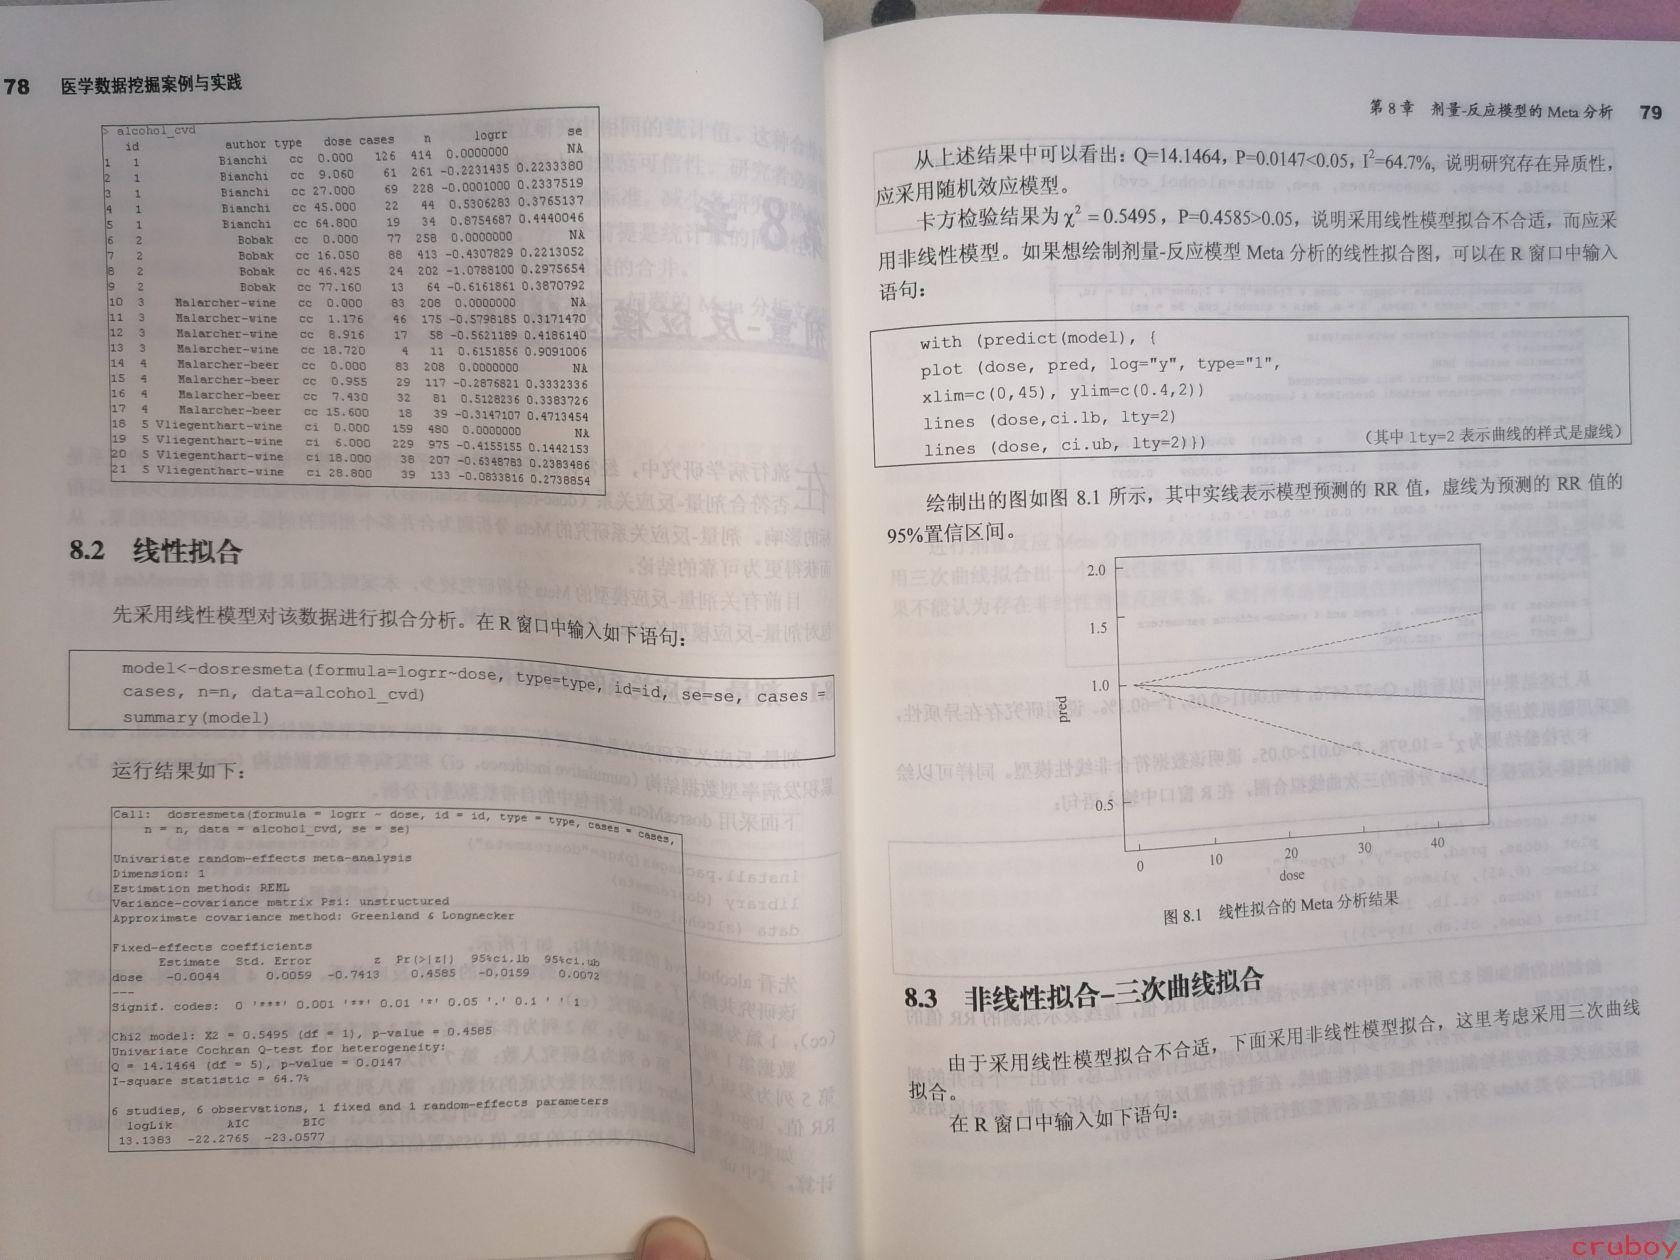 78 医学数据挖掘案例与实践
> alcohol_cvd
id author type dose cases n logrr se
1 1 Bianchi cc 0.000 126 414 0.0000000 NA
2 1 Bianchi cc 9.060 61 261 -0.2231435 0.2233380
3 1 Bianchi cc 27.000 69 228 -0.0001000 0.2337519
4 1 Bianchi cc 45.000 22 44 0.5306283 0.3765137
5 1 Bianchi cc 64.800 19 34 0.8754687 0.4440046
6 2 Bobak cc 0.000 77 258 0.0000000 NA
7 2 Bobak cc 16.050 88 413 -0.4307829 0.2213052
8 2 Bobak cc 46.425 24 202 -1.0788100 0.2975654
9 2 Bobak cc 77.160 13 64 -0.6161861 0.3870792
10 3 Malarcher-wine cc 0.000 83 208 0.0000000 NA
11 3 Malarcher-wine cc 1.176 46 175 -0.5798185 0.3171470
12 3 Malarcher-wine cc 8.916 17 58 -0.5621189 0.4186140
13 3 Malarcher-wine cc 18.720 4 11 0.6151856 0.9091006
14 4 Malarcher-beer cc 0.000 83 208 0.0000000 NA
15 4 Malarcher-beer cc 0.955 29 117 -0.2876821 0.3332336
16 4 Malarcher-beer cc 7.430 32 81 0.5128236 0.3383726
17 4 Malarcher-beer cc 15.600 18 39 -0.3147107 0.4713454
18 5 Vliegenthart-wine ci 0.000 159 480 0.0000000 NA
19 5 Vliegenthart-wine ci 6.000 229 975 -0.4155155 0.1442153
20 5 Vliegenthart-wine ci 18.000 38 207 -0.6348783 0.2383486
21 5 Vliegenthart-wine ci 28.800 39 133 -0.0833816 0.2738854
8.2 线性拟合
先采用线性模型对该数据进行拟合分析。在 R 窗口中输入如下语句：
model<-dosresmeta(formula=logrr~dose, type=type, id=id, se=se, cases =
cases, n=n, data=alcohol_cvd)
summary(model)
运行结果如下：
Call: dosresmeta(formula = logrr ~ dose, id = id, type = type, cases = cases,
n = n, data = alcohol_cvd, se = se)
Univariate random-effects meta-analysis
Dimension: 1
Estimation method: REML
Variance-covariance matrix Psi: unstructured
Approximate covariance method: Greenland & Longnecker
Fixed-effects coefficients
Estimate Std. Error z Pr(>|z|) 95%ci.lb 95%ci.ub
dose -0.0044 0.0059 -0.7413 0.4585 -0.0159 0.0072
---
Signif. codes: 0 '***' 0.001 '**' 0.01 '*' 0.05 '.' 0.1 ' ' 1
Chi2 model: X2 = 0.5495 (df = 1), p-value = 0.4585
Univariate Cochran Q-test for heterogeneity:
Q = 14.1464 (df = 5), p-value = 0.0147
I-square statistic = 64.7%
6 studies, 6 observations, 1 fixed and 1 random-effects parameters
logLik AIC BIC
13.1383 -22.2765 -23.0577
第 8 章 剂量-反应模型的 Meta 分析 79
从上述结果中可以看出：Q=14.1464，P=0.0147<0.05，I²=64.7%，说明研究存在异质性，
应采用随机效应模型。
卡方检验结果为 χ² = 0.5495，P=0.4585>0.05，说明采用线性模型拟合不合适，而应采
用非线性模型。如果想绘制剂量-反应模型 Meta 分析的线性拟合图，可以在 R 窗口中输入
语句：
with (predict(model), {
plot (dose, pred, log="y", type="1",
xlim=c(0,45), ylim=c(0.4,2))
lines (dose,ci.lb, lty=2)
lines (dose, ci.ub, lty=2)}) （其中 lty=2 表示曲线的样式是虚线）
绘制出的图如图 8.1 所示，其中实线表示模型预测的 RR 值，虚线为预测的 RR 值的
95%置信区间。
2.0
1.5
1.0
pred
0.5
0 10 20 30 40
dose
图 8.1 线性拟合的 Meta 分析结果
8.3 非线性拟合–三次曲线拟合
由于采用线性模型拟合不合适，下面采用非线性模型拟合，这里考虑采用三次曲线
拟合。
在 R 窗口中输入如下语句：
cruboy